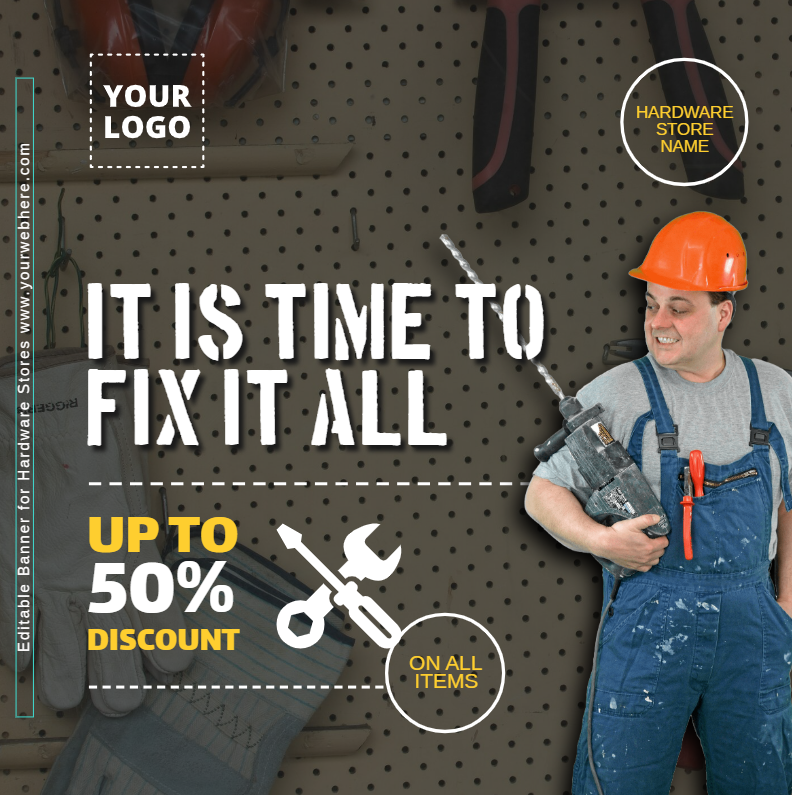 YOUR
LOGO
HARDWARE
STORE
NAME
Editable Banner for Hardware Stores www.yourwebhere.com
IT IS TIME TO
FIX IT ALL
RIGGER
UP TO
50%
DISCOUNT
ON ALL
ITEMS